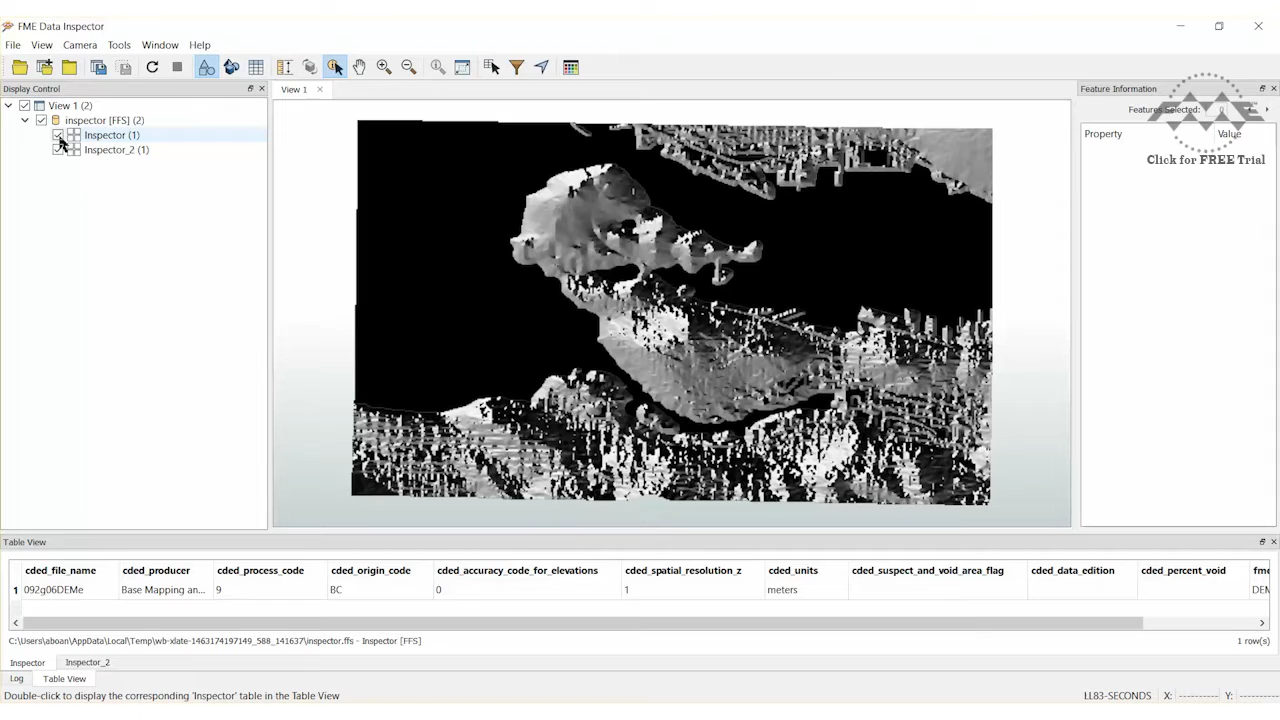 FME Data Inspector
File View Camera Tools Window Help
Display Control
View 1
Feature Information
View 1 (2)
inspector [FFS] (2)
Inspector (1)
Inspector_2 (1)
Features Selected: 0
Property Value
Click for FREE Trial
Table View
cded_file_name cded_producer cded_process_code cded_origin_code cded_accuracy_code_for_elevations cded_spatial_resolution_z cded_units cded_suspect_and_void_area_flag cded_data_edition cded_percent_void fme
1 092g06DEMe Base Mapping an... 9 BC 0 1 meters DEM
C:\Users\aboan\AppData\Local\Temp\wb-xlate-1463174197149_588_141637\inspector.ffs - Inspector [FFS] 1 row(s)
Inspector Inspector_2
Log Table View
Double-click to display the corresponding 'Inspector' table in the Table View LL83-SECONDS X: ---------- Y: ----------